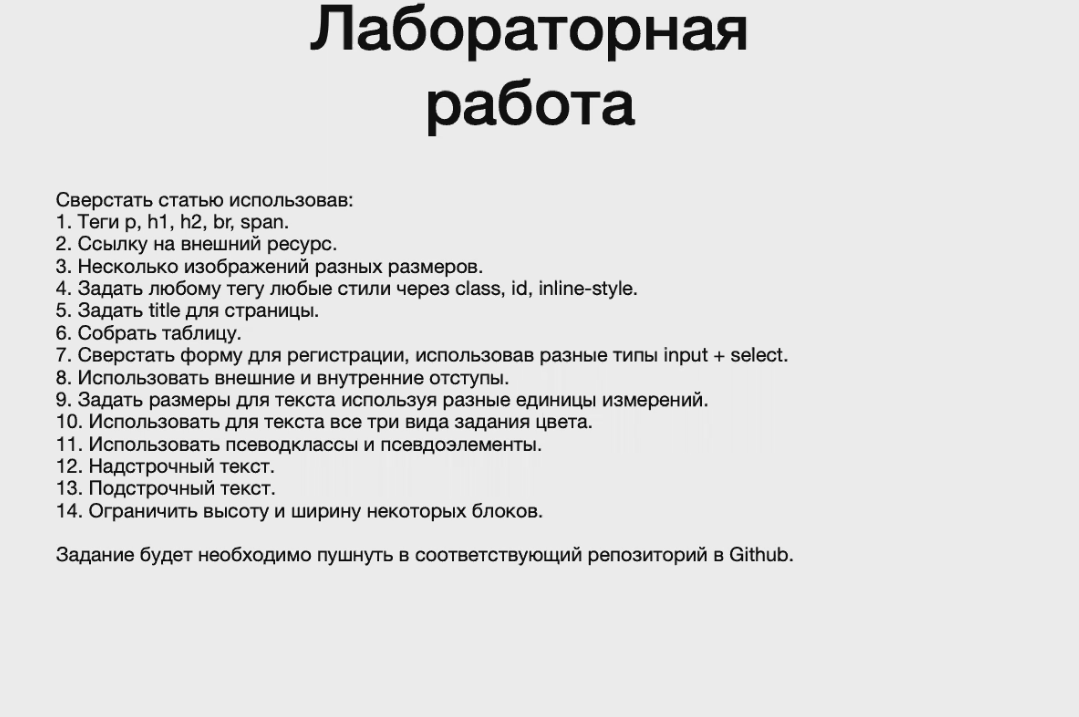 Лабораторная
работа
Сверстать статью использовав:
1. Теги p, h1, h2, br, span.
2. Ссылку на внешний ресурс.
3. Несколько изображений разных размеров.
4. Задать любому тегу любые стили через class, id, inline-style.
5. Задать title для страницы.
6. Собрать таблицу.
7. Сверстать форму для регистрации, использовав разные типы input + select.
8. Использовать внешние и внутренние отступы.
9. Задать размеры для текста используя разные единицы измерений.
10. Использовать для текста все три вида задания цвета.
11. Использовать псеводклассы и псевдоэлементы.
12. Надстрочный текст.
13. Подстрочный текст.
14. Ограничить высоту и ширину некоторых блоков.
Задание будет необходимо пушнуть в соответствующий репозиторий в Github.